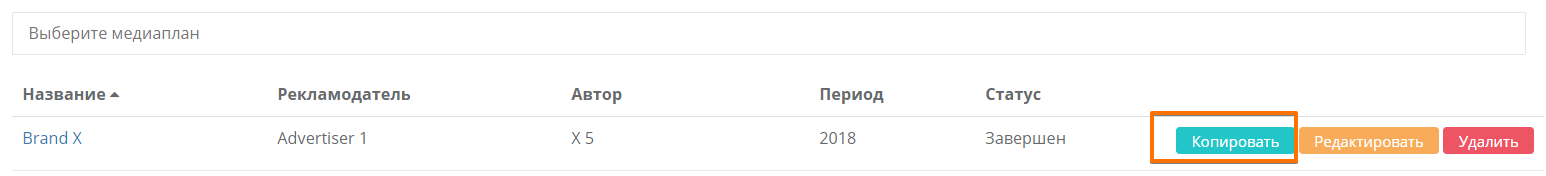 Выберите медиаплан
Название Рекламодатель Автор Период Статус
Brand X Advertiser 1 X 5 2018 Завершен Копировать Редактировать Удалить